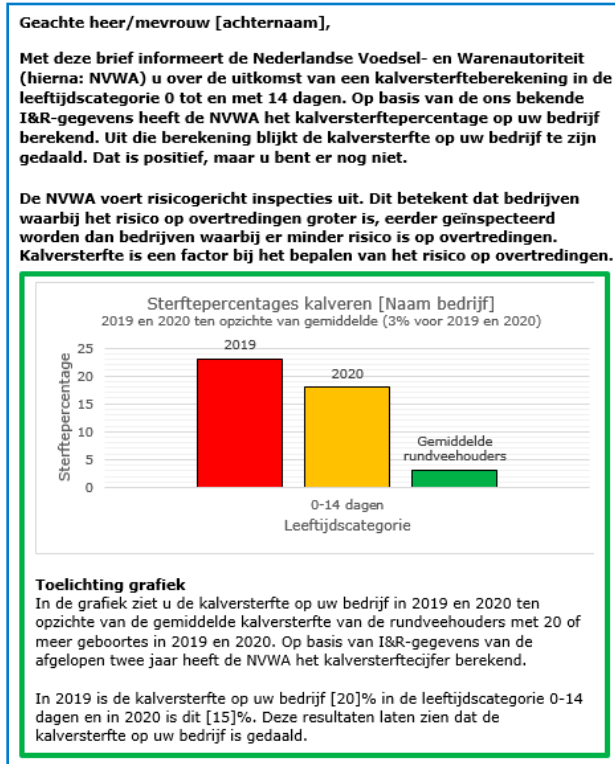 Geachte heer/mevrouw [achternaam],
Met deze brief informeert de Nederlandse Voedsel- en Warenautoriteit
(hierna: NVWA) u over de uitkomst van een kalversterfteberekening in de
leeftijdscategorie 0 tot en met 14 dagen. Op basis van de ons bekende
I&R-gegevens heeft de NVWA het kalversterftepercentage op uw bedrijf
berekend. Uit die berekening blijkt de kalversterfte op uw bedrijf te zijn
gedaald. Dat is positief, maar u bent er nog niet.
De NVWA voert risicogericht inspecties uit. Dit betekent dat bedrijven
waarbij het risico op overtredingen groter is, eerder geïnspecteerd
worden dan bedrijven waarbij er minder risico is op overtredingen.
Kalversterfte is een factor bij het bepalen van het risico op overtredingen.
Sterftepercentages kalveren [Naam bedrijf]
2019 en 2020 ten opzichte van gemiddelde (3% voor 2019 en 2020)
Sterftepercentage
25
20
15
10
5
0
2019
2020
Gemiddelde
rundveehouders
0-14 dagen
Leeftijdscategorie
Toelichting grafiek
In de grafiek ziet u de kalversterfte op uw bedrijf in 2019 en 2020 ten
opzichte van de gemiddelde kalversterfte van de rundveehouders met 20 of
meer geboortes in 2019 en 2020. Op basis van I&R-gegevens van de
afgelopen twee jaar heeft de NVWA het kalversterftecijfer berekend.
In 2019 is de kalversterfte op uw bedrijf [20]% in de leeftijdscategorie 0-14
dagen en in 2020 is dit [15]%. Deze resultaten laten zien dat de
kalversterfte op uw bedrijf is gedaald.